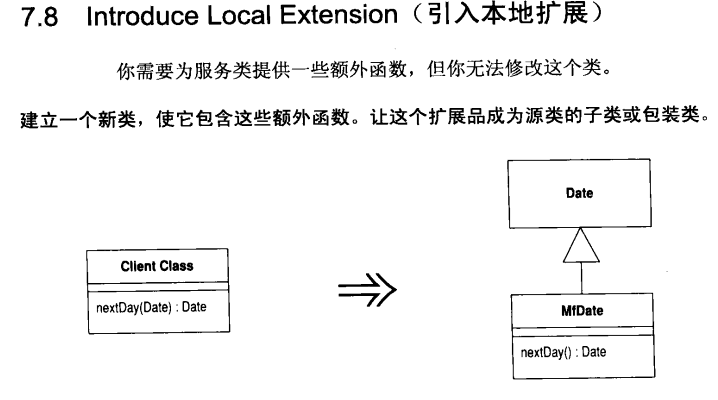 7.8 Introduce Local Extension（引入本地扩展）
你需要为服务类提供一些额外函数，但你无法修改这个类。
建立一个新类，使它包含这些额外函数。让这个扩展品成为源类的子类或包装类。
Date
Client Class
nextDay(Date) : Date
MfDate
nextDay() : Date